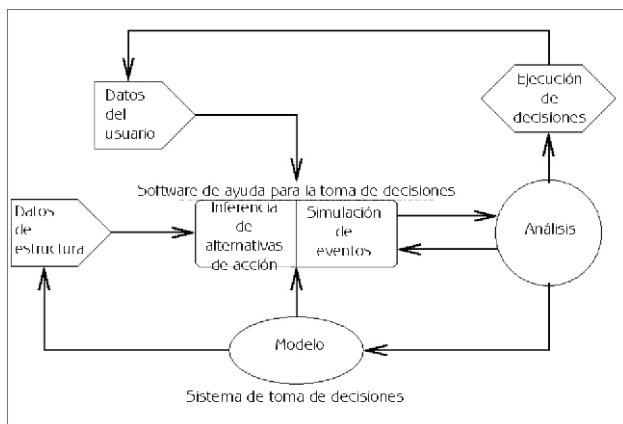 Ejecución
de
decisiones
Datos
del
usuario
Software de ayuda para la toma de decisiones
Datos
de
estructura
Inferencia
de
alternativas
de acción
Simulación
de
eventos
Análisis
Modelo
Sistema de toma de decisiones